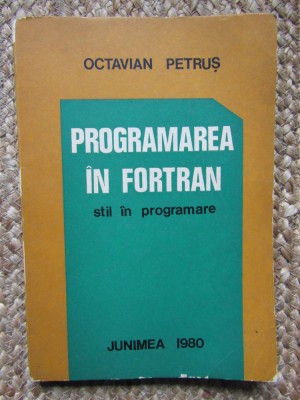 OCTAVIAN PETRUȘ
PROGRAMAREA
ÎN FORTRAN
stil în programare
JUNIMEA 1980